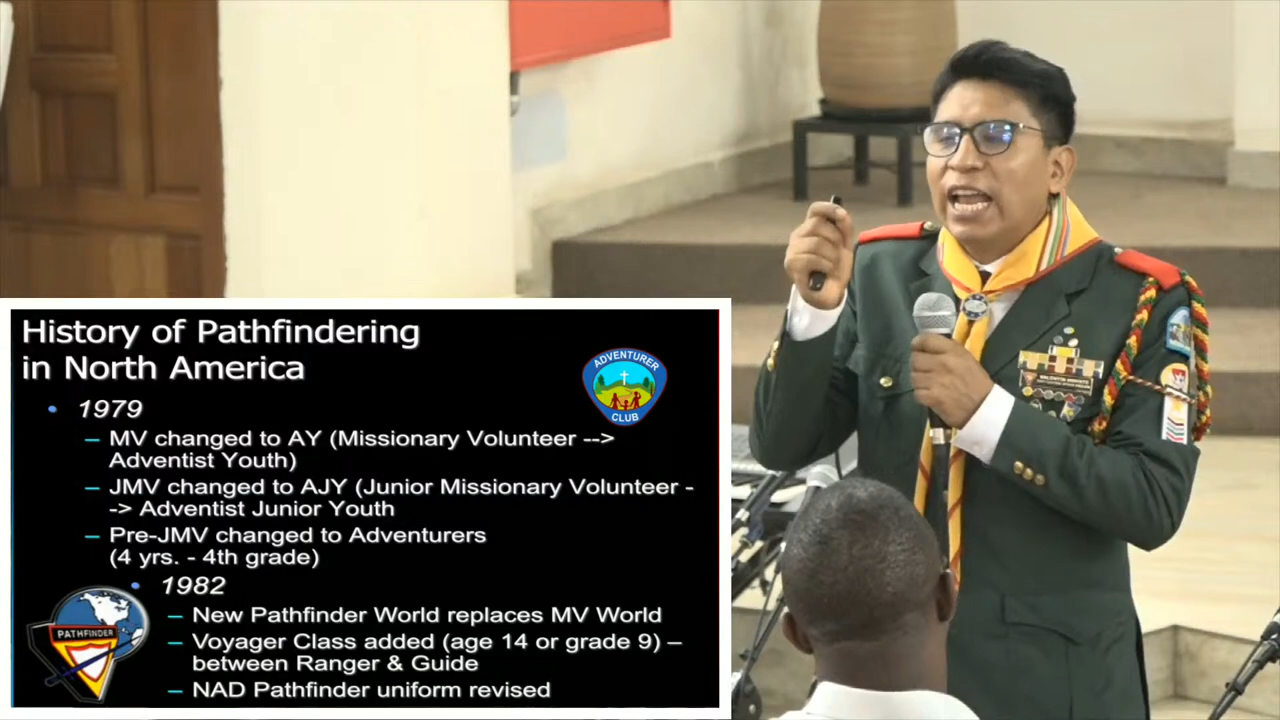 History of Pathfindering
in North America
ADVENTURER
CLUB
• 1979
– MV changed to AY (Missionary Volunteer -->
Adventist Youth)
– JMV changed to AJY (Junior Missionary Volunteer -
-> Adventist Junior Youth
– Pre-JMV changed to Adventurers
(4 yrs. - 4th grade)
• 1982
– New Pathfinder World replaces MV World
– Voyager Class added (age 14 or grade 9) –
between Ranger & Guide
– NAD Pathfinder uniform revised
PATHFINDER